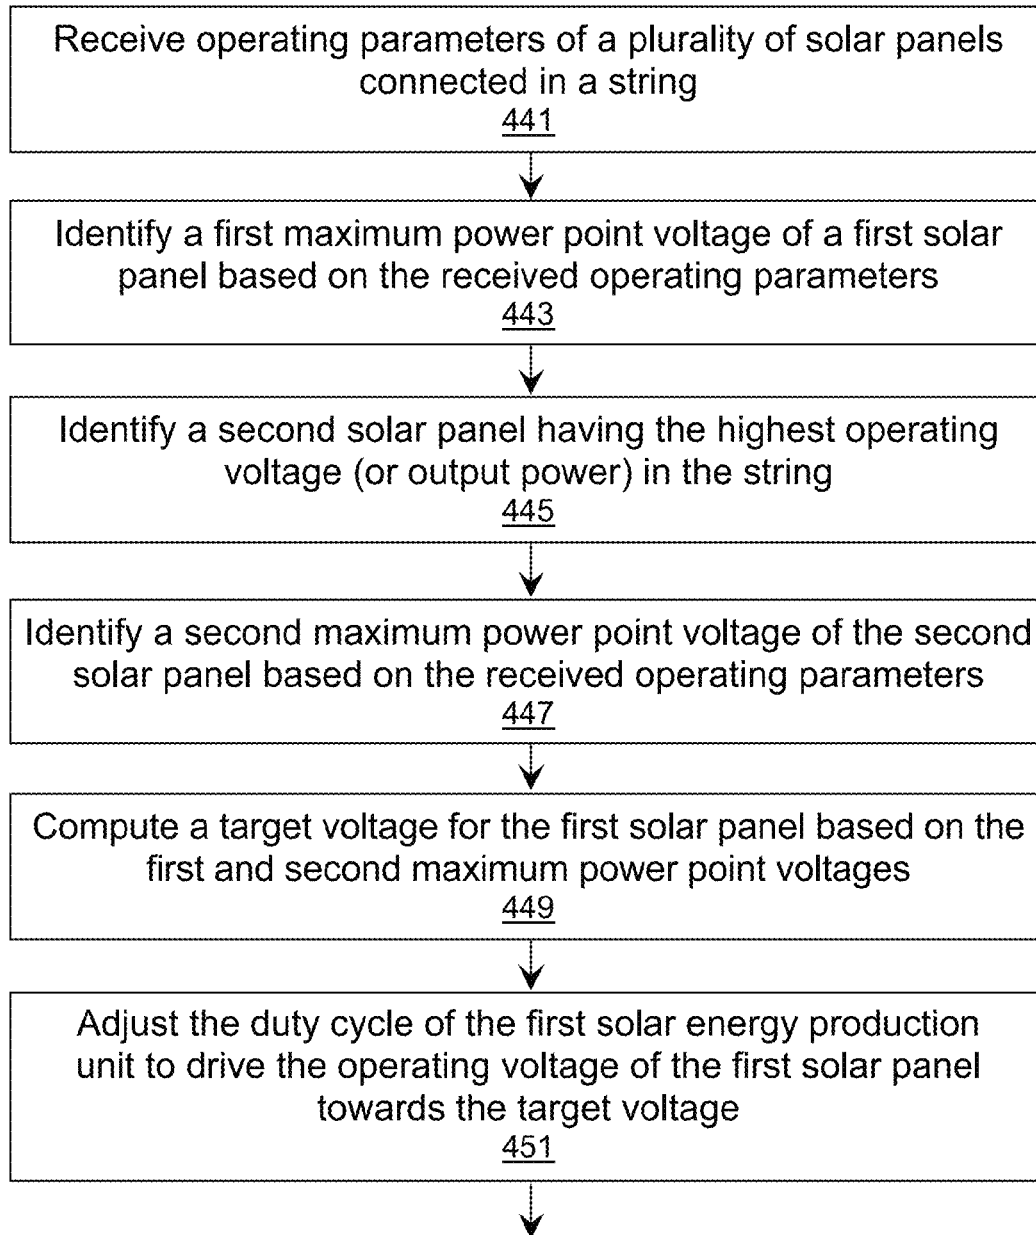 Receive operating parameters of a plurality of solar panels
connected in a string
441
Identify a first maximum power point voltage of a first solar
panel based on the received operating parameters
443
Identify a second solar panel having the highest operating
voltage (or output power) in the string
445
Identify a second maximum power point voltage of the second
solar panel based on the received operating parameters
447
Compute a target voltage for the first solar panel based on the
first and second maximum power point voltages
449
Adjust the duty cycle of the first solar energy production
unit to drive the operating voltage of the first solar panel
towards the target voltage
451